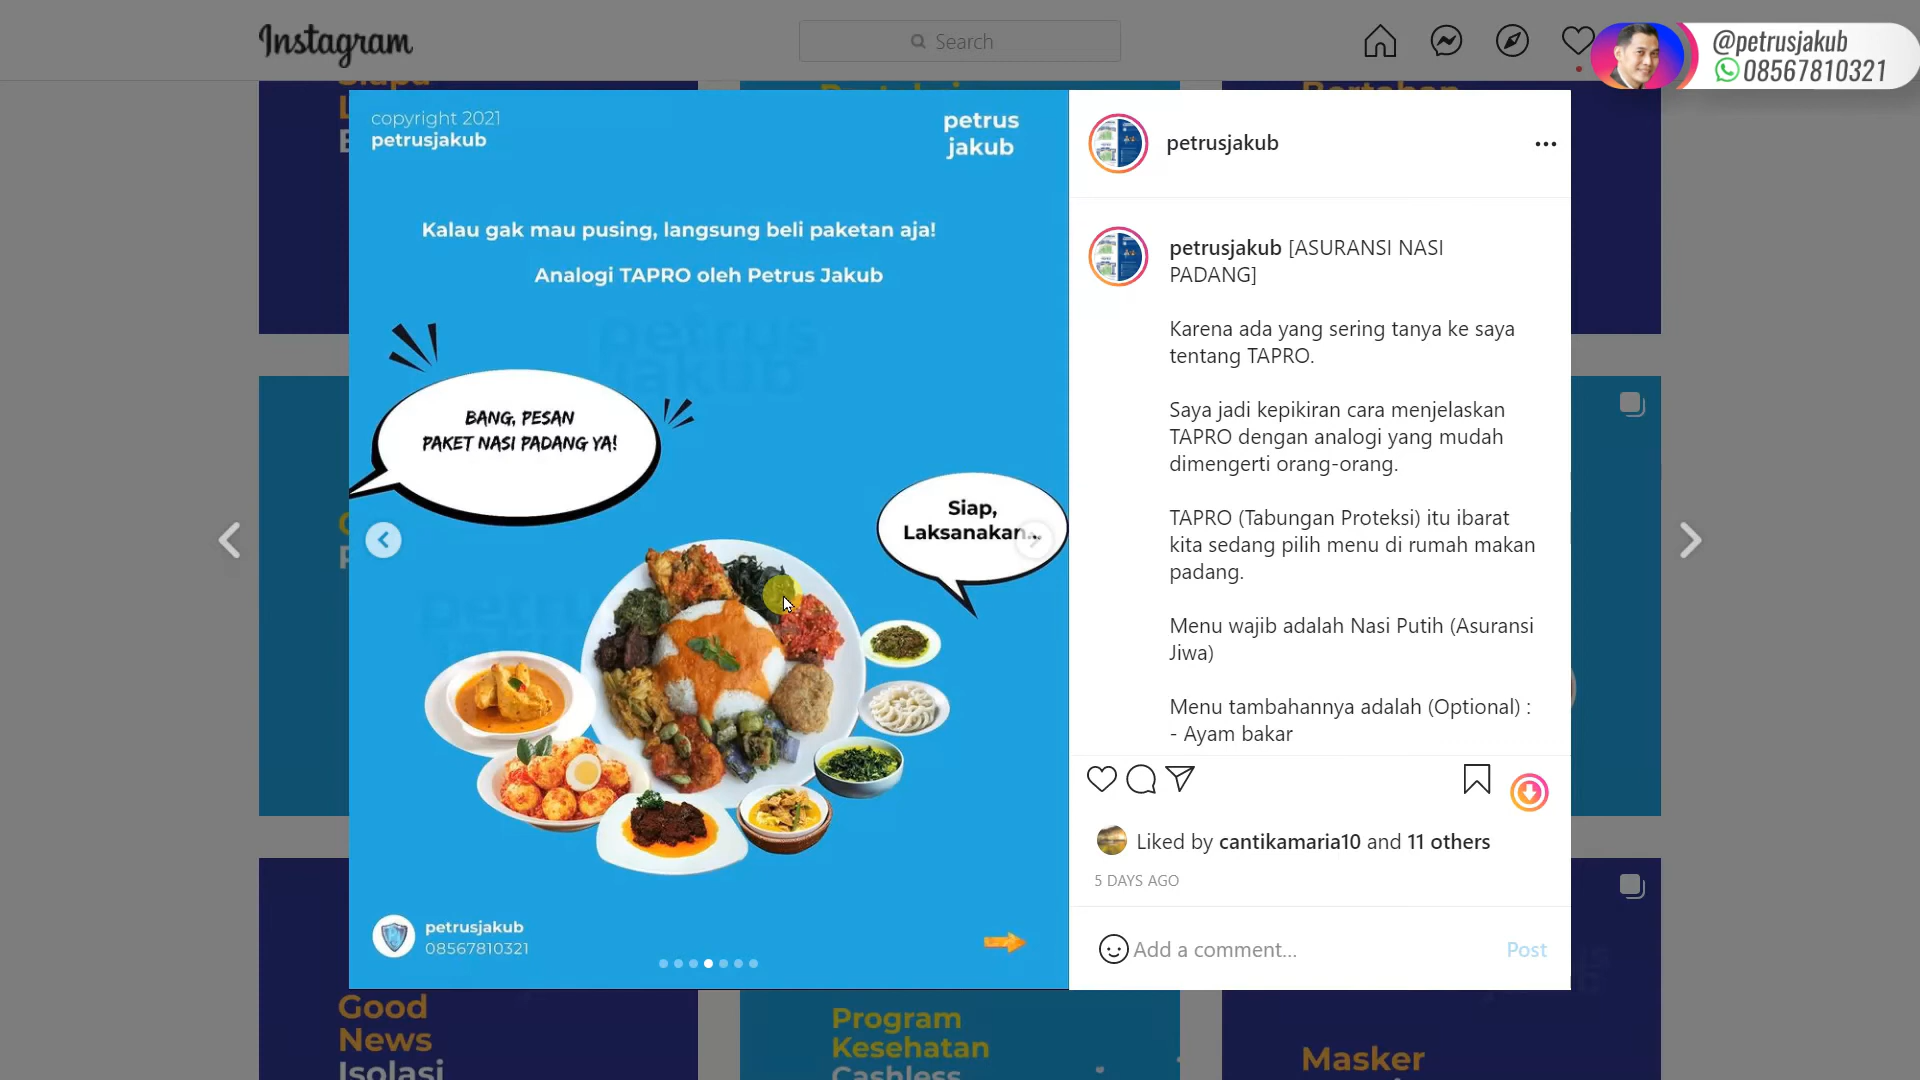 Instagram
Search
@petrusjakub
08567810321
copyright 2021
petrusjakub
petrus
jakub
Kalau gak mau pusing, langsung beli paketan aja!
Analogi TAPRO oleh Petrus Jakub
BANG, PESAN
PAKET NASI PADANG YA!
Siap,
Laksanakan...
petrusjakub
08567810321
petrusjakub
petrusjakub [ASURANSI NASI
PADANG]
Karena ada yang sering tanya ke saya
tentang TAPRO.
Saya jadi kepikiran cara menjelaskan
TAPRO dengan analogi yang mudah
dimengerti orang-orang.
TAPRO (Tabungan Proteksi) itu ibarat
kita sedang pilih menu di rumah makan
padang.
Menu wajib adalah Nasi Putih (Asuransi
Jiwa)
Menu tambahannya adalah (Optional) :
- Ayam bakar
Liked by cantikamaria10 and 11 others
5 DAYS AGO
Add a comment...
Post
Good
News
Isolasi
Program
Kesehatan
Cashless
Masker